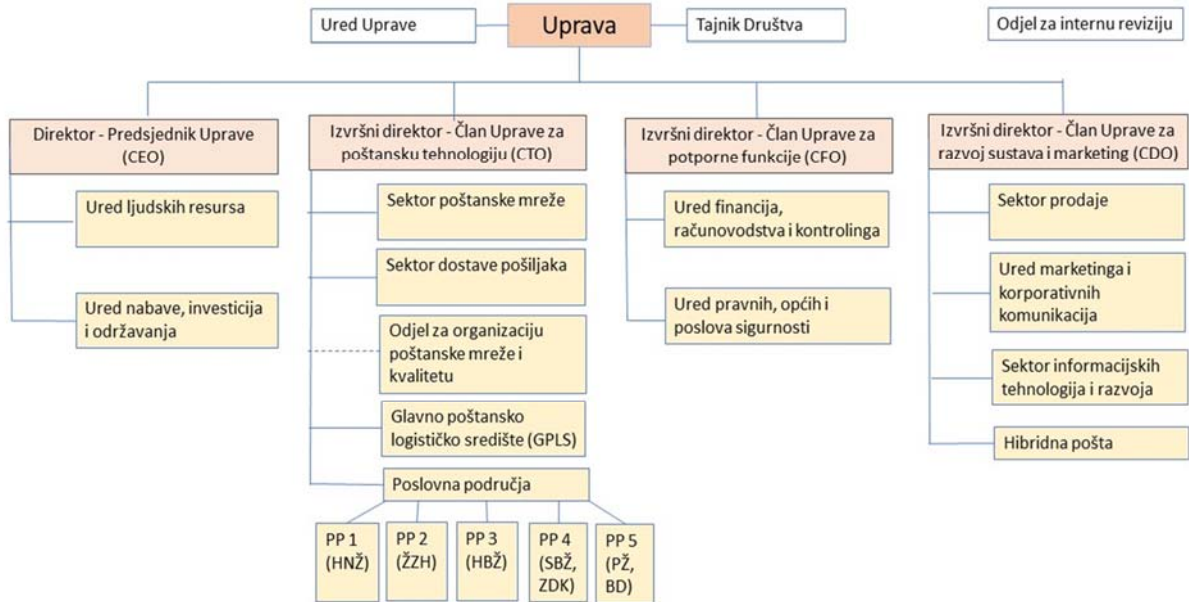 Ured Uprave
Uprava
Tajnik Društva
Odjel za internu reviziju
Direktor - Predsjednik Uprave
(CEO)
Ured ljudskih resursa
Ured nabave, investicija
i održavanja
Izvršni direktor - Član Uprave za
poštansku tehnologiju (CTO)
Sektor poštanske mreže
Sektor dostave pošiljaka
Odjel za organizaciju
poštanske mreže i
kvalitetu
Glavno poštansko
logističko središte (GPLS)
Poslovna područja
PP 1
(HNŽ)
PP 2
(ŽZH)
PP 3
(HBŽ)
PP 4
(SBŽ,
ZDK)
PP 5
(PŽ,
BD)
Izvršni direktor - Član Uprave za
potporne funkcije (CFO)
Ured financija,
računovodstva i kontrolinga
Ured pravnih, općih i
poslova sigurnosti
Izvršni direktor - Član Uprave za
razvoj sustava i marketing (CDO)
Sektor prodaje
Ured marketinga i
korporativnih
komunikacija
Sektor informacijskih
tehnologija i razvoja
Hibridna pošta